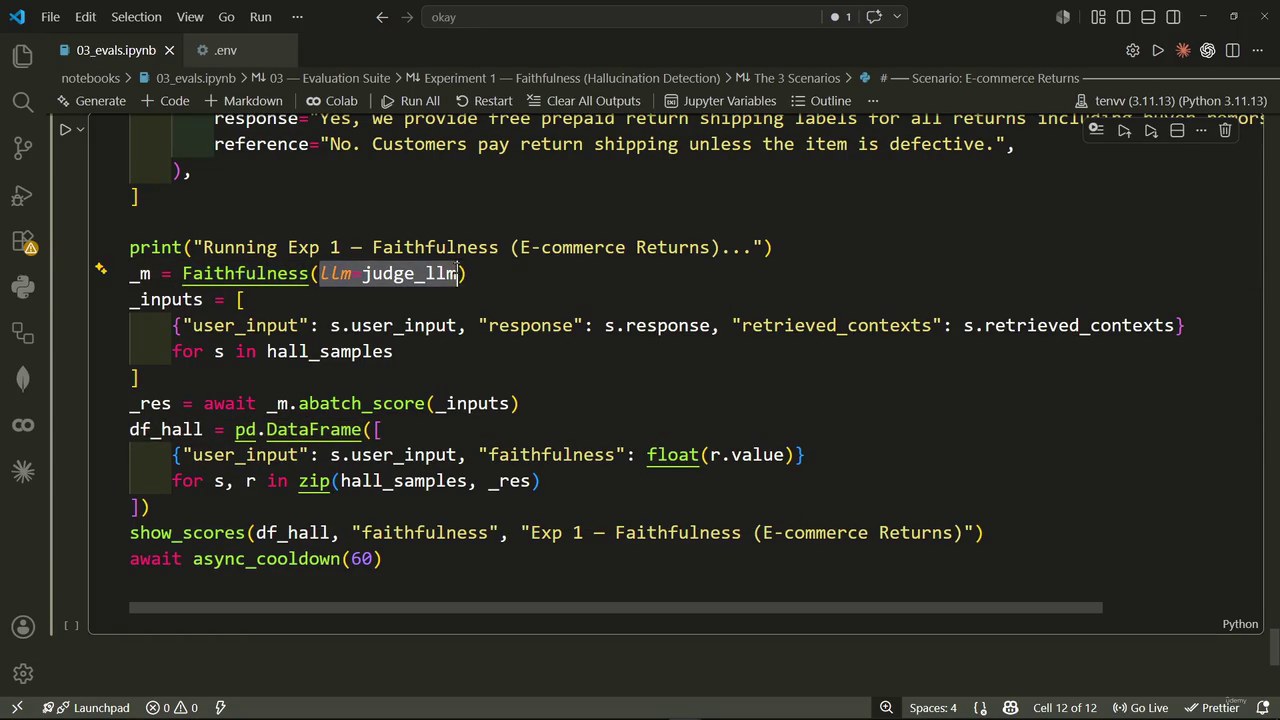 File Edit Selection View Go Run ··· okay 1
03_evals.ipynb .env
notebooks > 03_evals.ipynb > 03 — Evaluation Suite > Experiment 1 — Faithfulness (Hallucination Detection) > The 3 Scenarios > # —— Scenario: E-commerce Returns
Generate + Code + Markdown Colab Run All Restart Clear All Outputs Jupyter Variables Outline ··· tenvv (3.11.13) (Python 3.11.13)
response="Yes, we provide free prepaid return shipping labels for all returns including buyer remors
reference="No. Customers pay return shipping unless the item is defective.",
),
]
print("Running Exp 1 — Faithfulness (E-commerce Returns)...")
_m = Faithfulness(llm=judge_llm)
_inputs = [
{"user_input": s.user_input, "response": s.response, "retrieved_contexts": s.retrieved_contexts}
for s in hall_samples
]
_res = await _m.abatch_score(_inputs)
df_hall = pd.DataFrame([
{"user_input": s.user_input, "faithfulness": float(r.value)}
for s, r in zip(hall_samples, _res)
])
show_scores(df_hall, "faithfulness", "Exp 1 — Faithfulness (E-commerce Returns)")
await async_cooldown(60)
[ ] Python
Launchpad 0 0 Spaces: 4 Cell 12 of 12 Go Live Prettier
Udemy